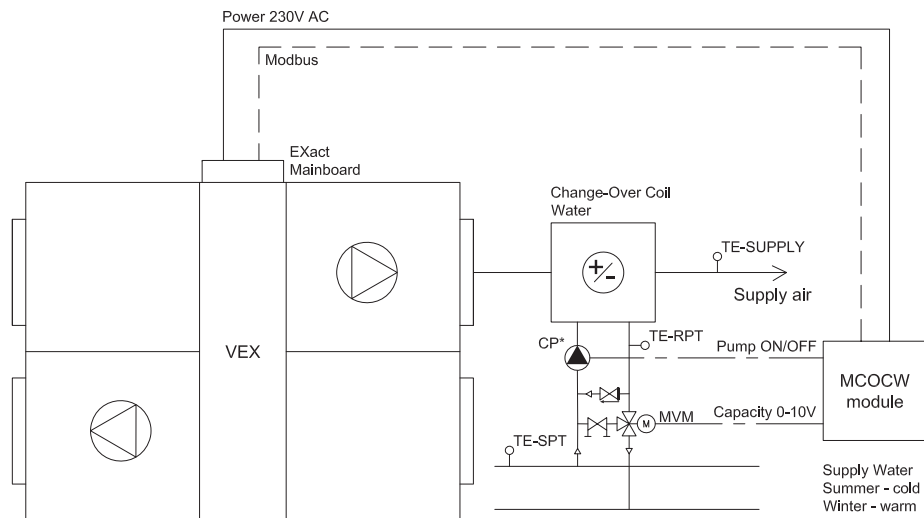 Power 230V AC
Modbus
EXact
Mainboard
Change-Over Coil
Water
+/-
TE-SUPPLY
Supply air
VEX
CP*
TE-RPT
Pump ON/OFF
MCOCW
module
M
MVM
Capacity 0-10V
TE-SPT
Supply Water
Summer - cold
Winter - warm